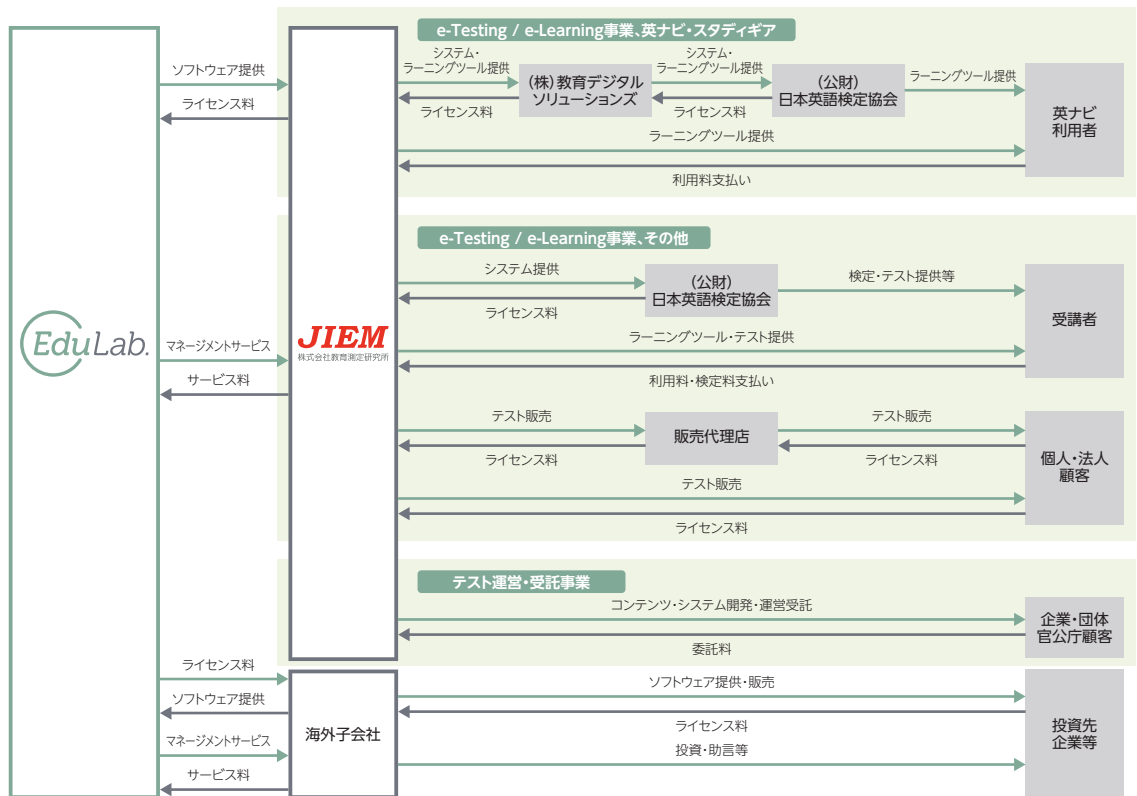 e-Testing / e-Learning事業、英ナビ・スタディギア
ソフトウェア提供
ライセンス料
システム・
ラーニングツール提供
ライセンス料
(株)教育デジタル
ソリューションズ
システム・
ラーニングツール提供
ライセンス料
(公財)
日本英語検定協会
ラーニングツール提供
英ナビ
利用者
ラーニングツール提供
利用料支払い
e-Testing / e-Learning事業、その他
システム提供
ライセンス料
(公財)
日本英語検定協会
検定・テスト提供等
受講者
ラーニングツール・テスト提供
利用料・検定料支払い
EduLab.
マネージメントサービス
サービス料
JIEM
株式会社教育測定研究所
テスト販売
ライセンス料
販売代理店
テスト販売
ライセンス料
個人・法人
顧客
テスト販売
ライセンス料
テスト運営・受託事業
コンテンツ・システム開発・運営受託
委託料
企業・団体
官公庁顧客
ライセンス料
ソフトウェア提供
マネージメントサービス
サービス料
海外子会社
ソフトウェア提供・販売
ライセンス料
投資・助言等
投資先
企業等